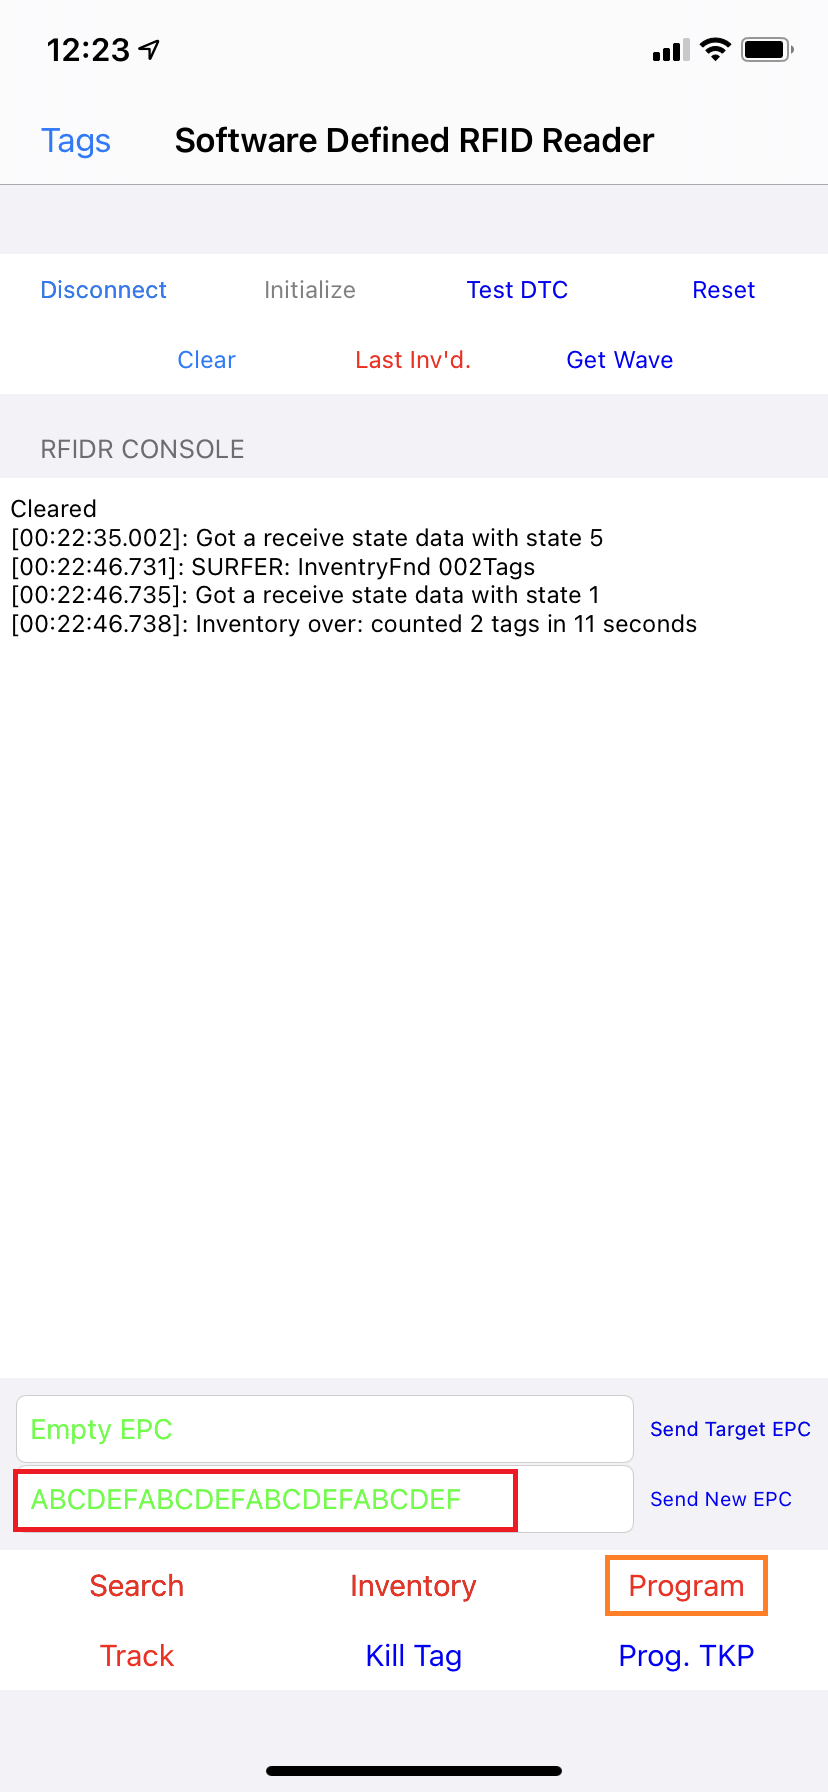 12:23
Tags Software Defined RFID Reader
Disconnect Initialize Test DTC Reset
Clear Last Inv'd. Get Wave
RFIDR CONSOLE
Cleared
[00:22:35.002]: Got a receive state data with state 5
[00:22:46.731]: SURFER: InventryFnd 002Tags
[00:22:46.735]: Got a receive state data with state 1
[00:22:46.738]: Inventory over: counted 2 tags in 11 seconds
Empty EPC Send Target EPC
ABCDEFABCDEFABCDEFABCDEF Send New EPC
Search Inventory Program
Track Kill Tag Prog. TKP